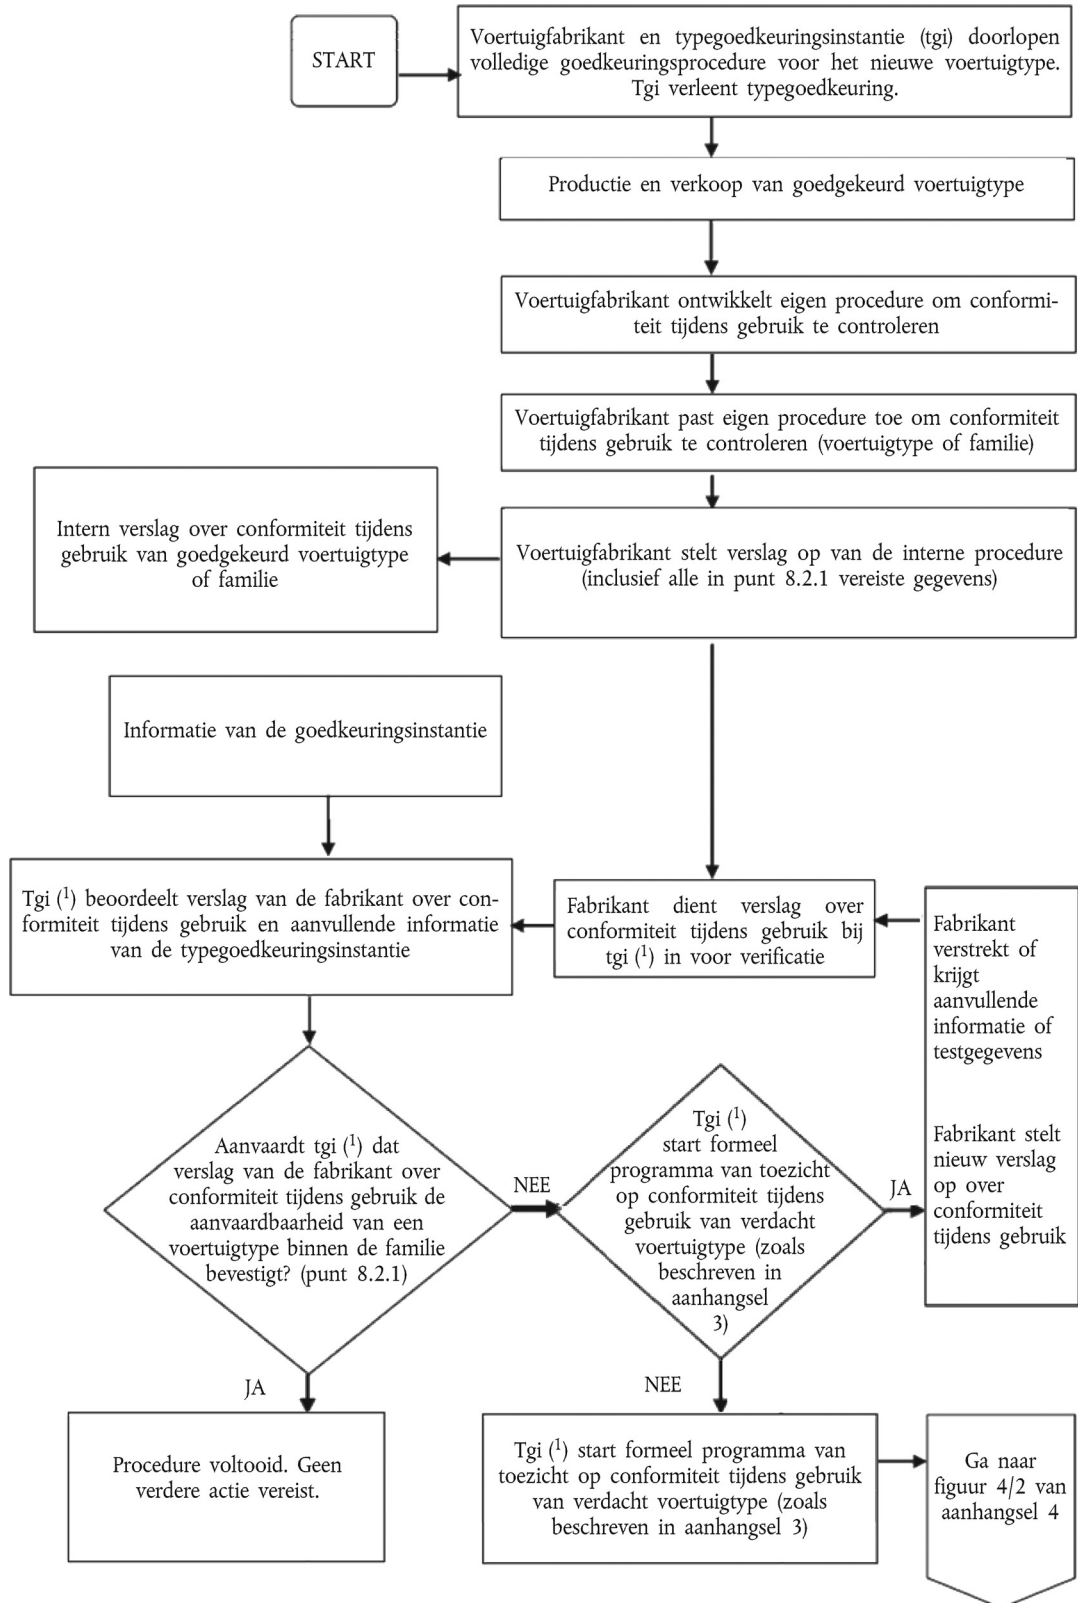 START
Voertuigfabrikant en typegoedkeuringsinstantie (tgi) doorlopen
volledige goedkeuringsprocedure voor het nieuwe voertuigtype.
Tgi verleent typegoedkeuring.
Productie en verkoop van goedgekeurd voertuigtype
Voertuigfabrikant ontwikkelt eigen procedure om conformi-
teit tijdens gebruik te controleren
Voertuigfabrikant past eigen procedure toe om conformiteit
tijdens gebruik te controleren (voertuigtype of familie)
Intern verslag over conformiteit tijdens
gebruik van goedgekeurd voertuigtype
of familie
Voertuigfabrikant stelt verslag op van de interne procedure
(inclusief alle in punt 8.2.1 vereiste gegevens)
Informatie van de goedkeuringsinstantie
Tgi (¹) beoordeelt verslag van de fabrikant over con-
formiteit tijdens gebruik en aanvullende informatie
van de typegoedkeuringsinstantie
Fabrikant dient verslag over
conformiteit tijdens gebruik bij
tgi (¹) in voor verificatie
Fabrikant
verstrekt of
krijgt
aanvullende
informatie of
testgegevens
Fabrikant stelt
nieuw verslag
op over
conformiteit
tijdens gebruik
Aanvaardt tgi (¹) dat
verslag van de fabrikant over
conformiteit tijdens gebruik de
aanvaardbaarheid van een
voertuigtype binnen de familie
bevestigt? (punt 8.2.1)
NEE
Tgi (¹)
start formeel
programma van toezicht
op conformiteit tijdens
gebruik van verdacht
voertuigtype (zoals
beschreven in
aanhangsel
3)
JA
JA
NEE
Procedure voltooid. Geen
verdere actie vereist.
Tgi (¹) start formeel programma van
toezicht op conformiteit tijdens gebruik
van verdacht voertuigtype (zoals
beschreven in aanhangsel 3)
Ga naar
figuur 4/2 van
aanhangsel 4